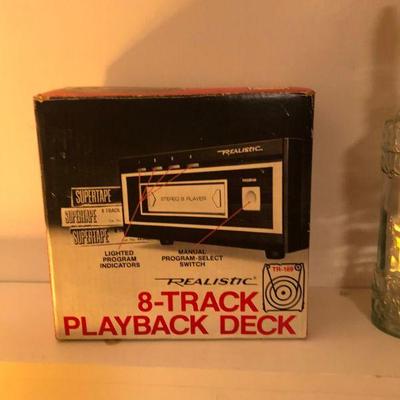 REALISTIC
PROGRAM
STEREO 8 PLAYER
SUPERTAPE
SUPERTAPE 8 TRACK
SUPERTAPE
LIGHTED
PROGRAM
INDICATORS
MANUAL
PROGRAM-SELECT
SWITCH
REALISTIC
TR-169
8-TRACK
PLAYBACK DECK